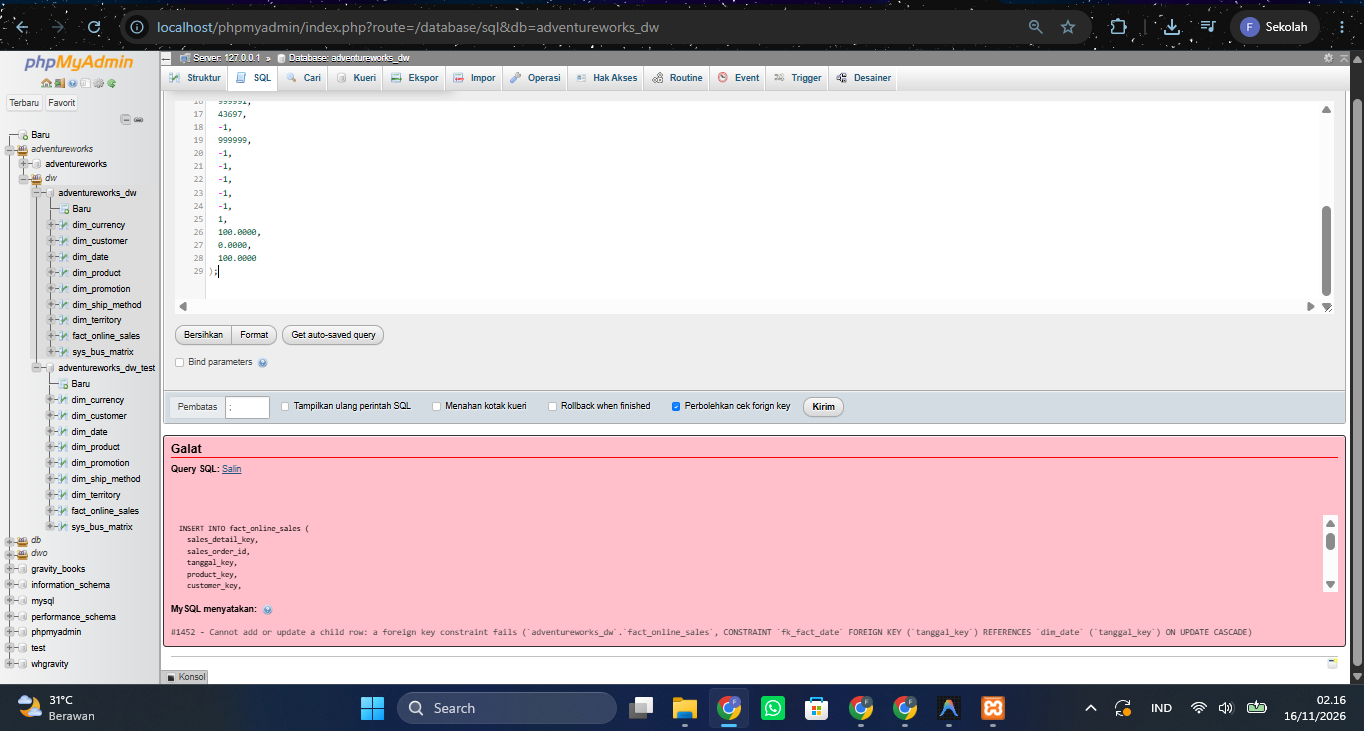 localhost/phpmyadmin/index.php?route=/database/sql&db=adventureworks_dw
F Sekolah
phpMyAdmin
Terbaru Favorit
Baru
adventureworks
adventureworks
dw
adventureworks_dw
Baru
dim_currency
dim_customer
dim_date
dim_product
dim_promotion
dim_ship_method
dim_territory
fact_online_sales
sys_bus_matrix
adventureworks_dw_test
Baru
dim_currency
dim_customer
dim_date
dim_product
dim_promotion
dim_ship_method
dim_territory
fact_online_sales
sys_bus_matrix
db
dwo
gravity_books
information_schema
mysql
performance_schema
phpmyadmin
test
whgravity
Server: 127.0.0.1 » Database: adventureworks_dw
Struktur SQL Cari Kueri Ekspor Impor Operasi Hak Akses Routine Event Trigger Desainer
16 999991,
17 43697,
18 -1,
19 999999,
20 -1,
21 -1,
22 -1,
23 -1,
24 -1,
25 1,
26 100.0000,
27 0.0000,
28 100.0000
29 );
Bersihkan Format Get auto-saved query
Bind parameters
Pembatas ; Tampilkan ulang perintah SQL Menahan kotak kueri Rollback when finished Perbolehkan cek forign key Kirim
Galat
Query SQL: Salin
INSERT INTO fact_online_sales (
sales_detail_key,
sales_order_id,
tanggal_key,
product_key,
customer_key,
MySQL menyatakan:
#1452 - Cannot add or update a child row: a foreign key constraint fails (`adventureworks_dw`.`fact_online_sales`, CONSTRAINT `fk_fact_date` FOREIGN KEY (`tanggal_key`) REFERENCES `dim_date` (`tanggal_key`) ON UPDATE CASCADE)
Konsol
31°C
Berawan
Search
IND
02.16
16/11/2026